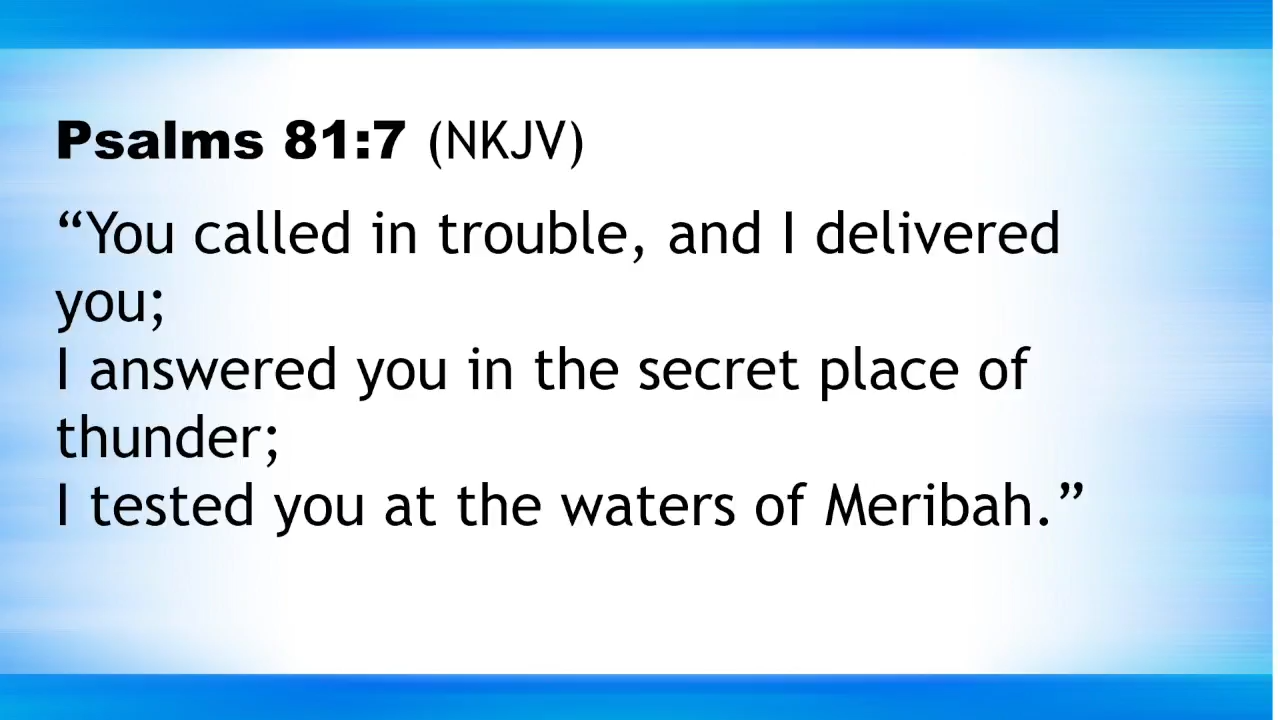 Psalms 81:7 (NKJV)
“You called in trouble, and I delivered
you;
I answered you in the secret place of
thunder;
I tested you at the waters of Meribah.”